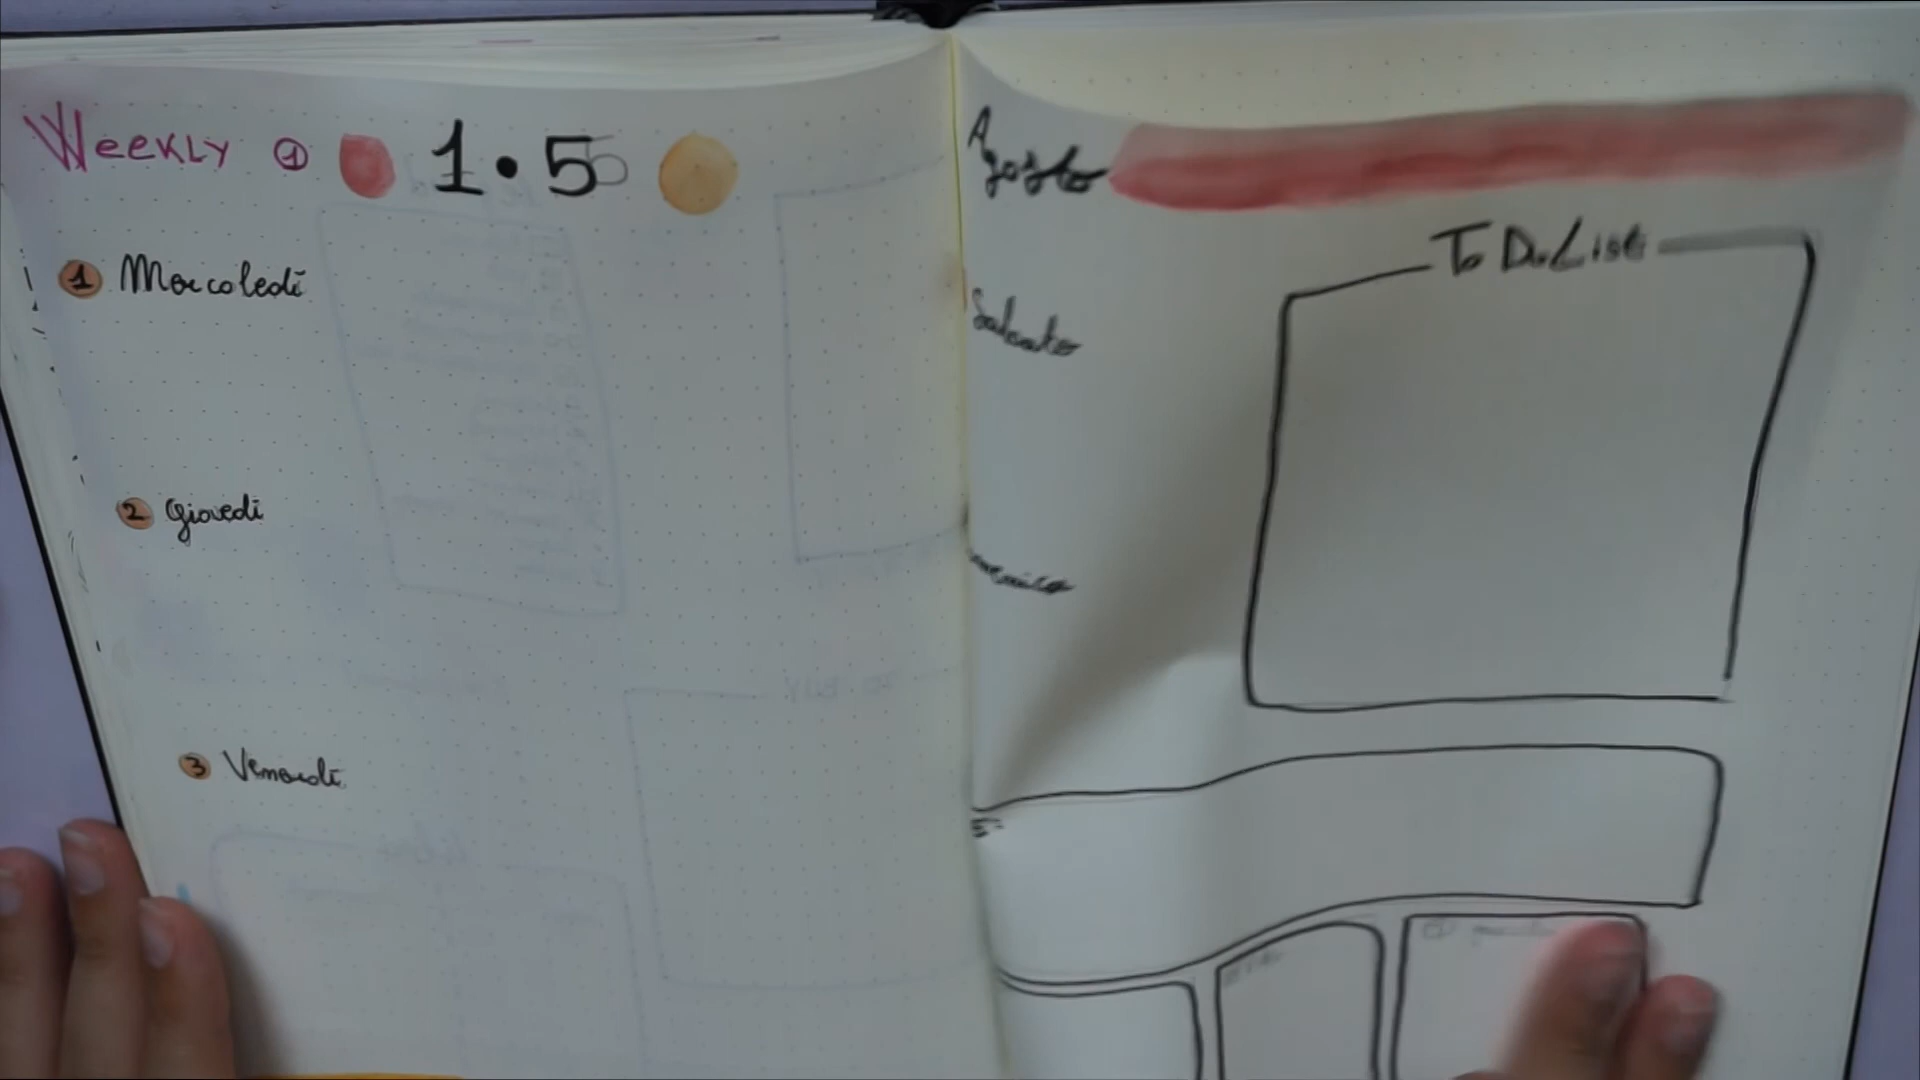 WEEKLY ① 1•5
1 Mercoledì
2 Giovedì
3 Venerdì
Agosto
To Do List
Sabato